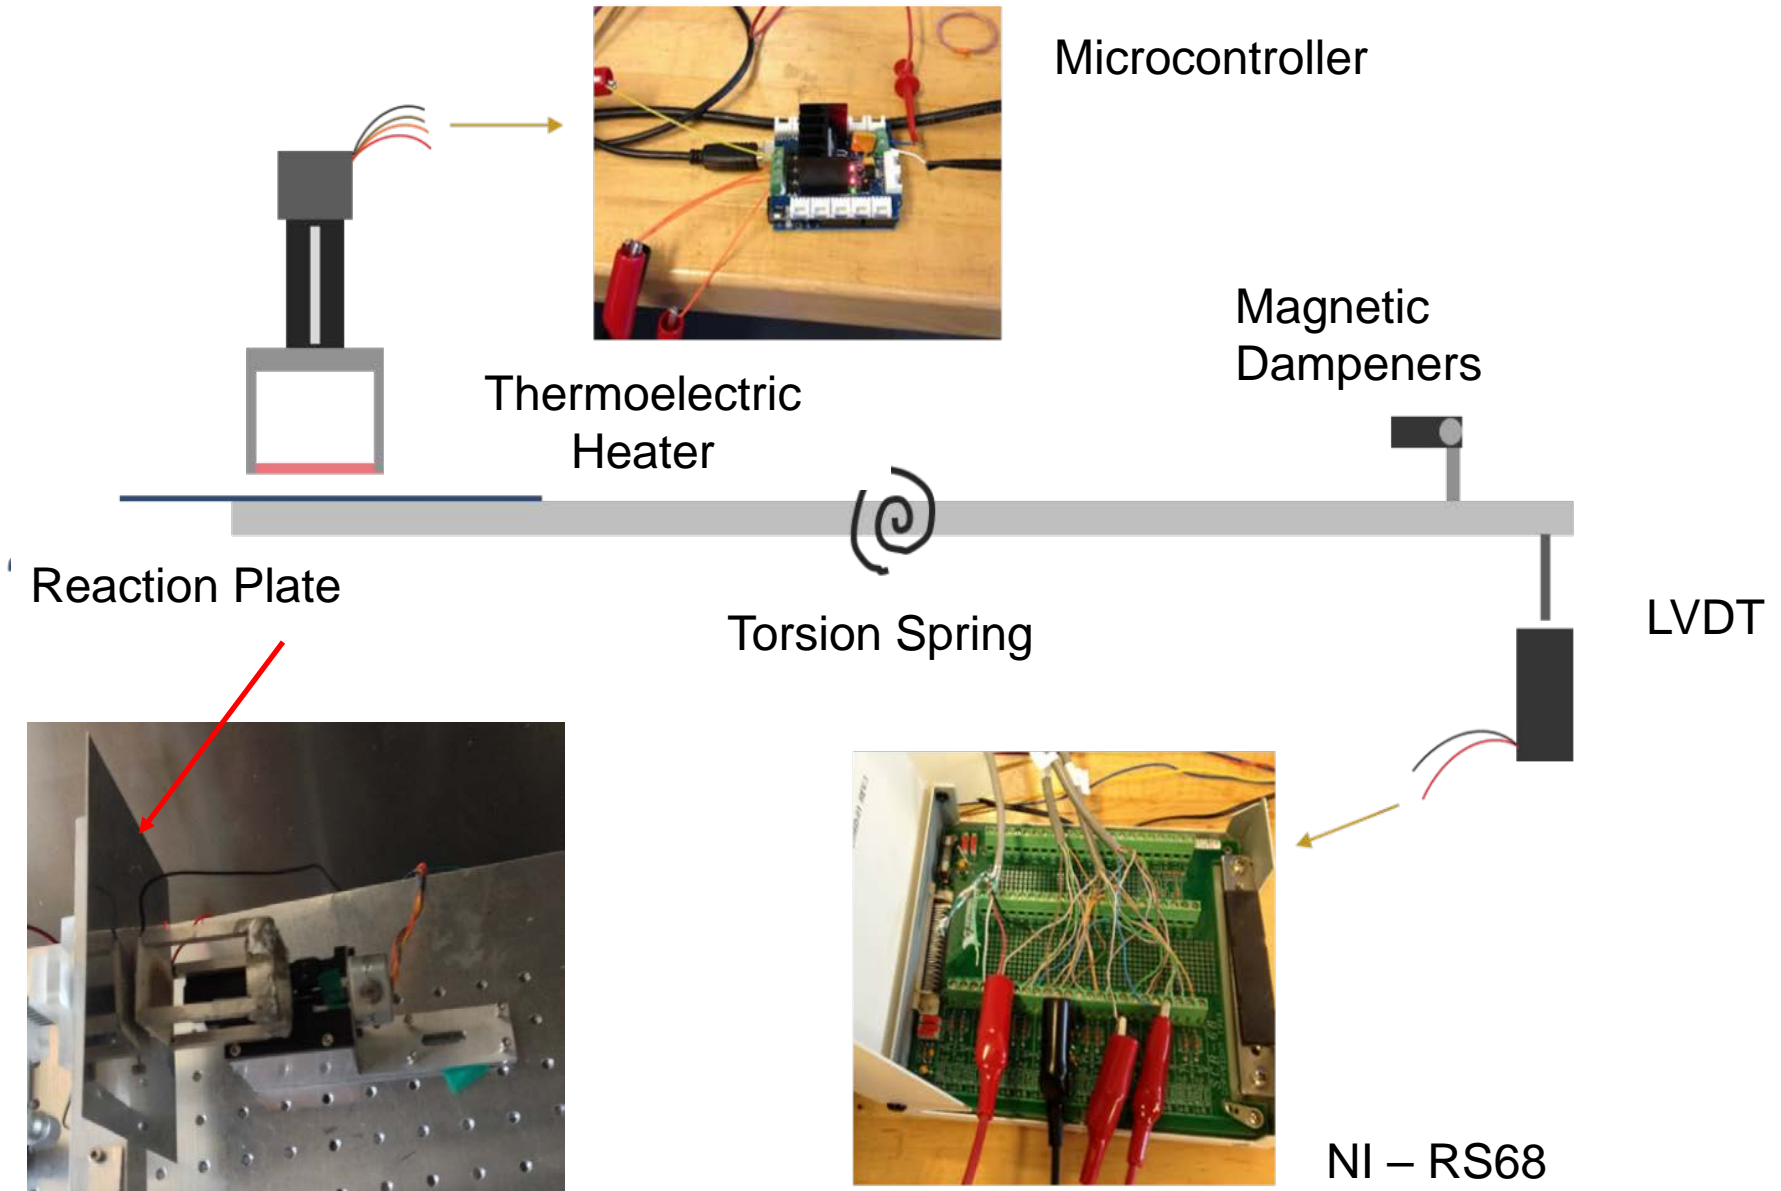 Microcontroller
Magnetic
Dampeners
Thermoelectric
Heater
Reaction Plate
Torsion Spring
LVDT
NI – RS68